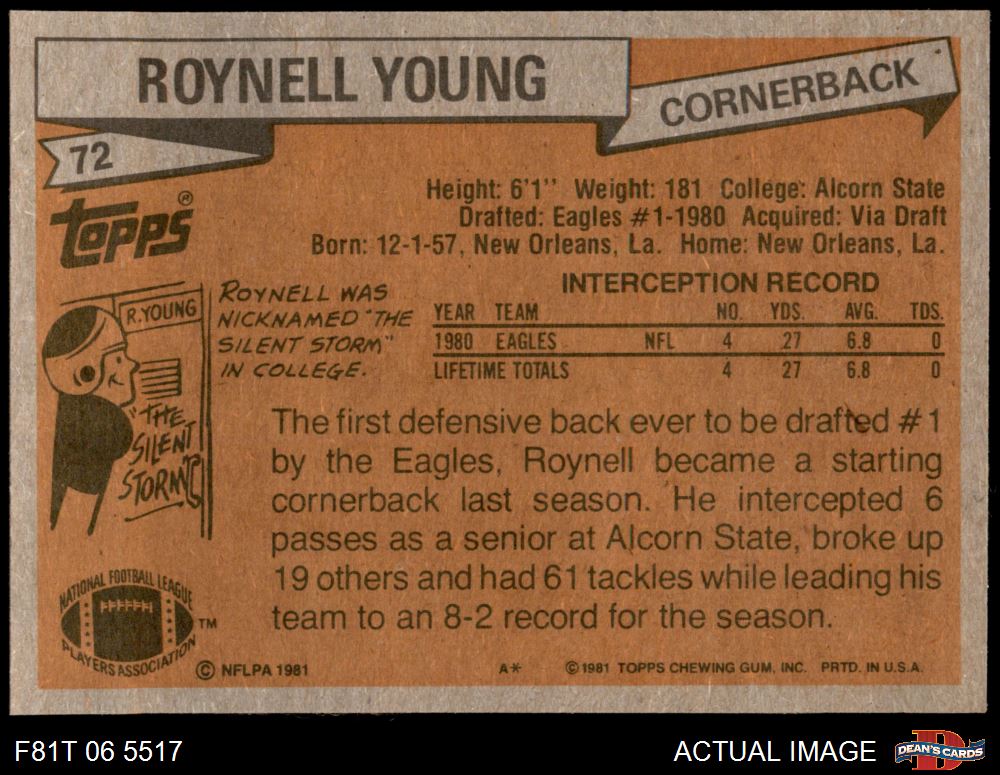 ROYNELL YOUNG
CORNERBACK
72
TOPPS®
Height: 6'1'' Weight: 181 College: Alcorn State
Drafted: Eagles #1-1980 Acquired: Via Draft
Born: 12-1-57, New Orleans, La. Home: New Orleans, La.
R. YOUNG
"THE
SILENT
STORM"
ROYNELL WAS
NICKNAMED "THE
SILENT STORM"
IN COLLEGE.
INTERCEPTION RECORD
YEAR TEAM NO. YDS. AVG. TDS.
1980 EAGLES NFL 4 27 6.8 0
LIFETIME TOTALS 4 27 6.8 0
The first defensive back ever to be drafted #1
by the Eagles, Roynell became a starting
cornerback last season. He intercepted 6
passes as a senior at Alcorn State, broke up
19 others and had 61 tackles while leading his
team to an 8-2 record for the season.
NATIONAL FOOTBALL LEAGUE
PLAYERS ASSOCIATION
TM
© NFLPA 1981
A*
© 1981 TOPPS CHEWING GUM, INC. PRTD. IN U.S.A.
F81T 06 5517
ACTUAL IMAGE
D
DEAN'S CARDS